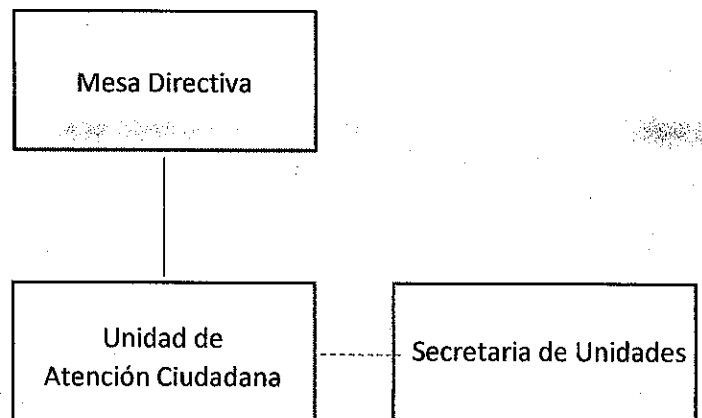 Mesa Directiva
Unidad de
Atención Ciudadana
Secretaria de Unidades